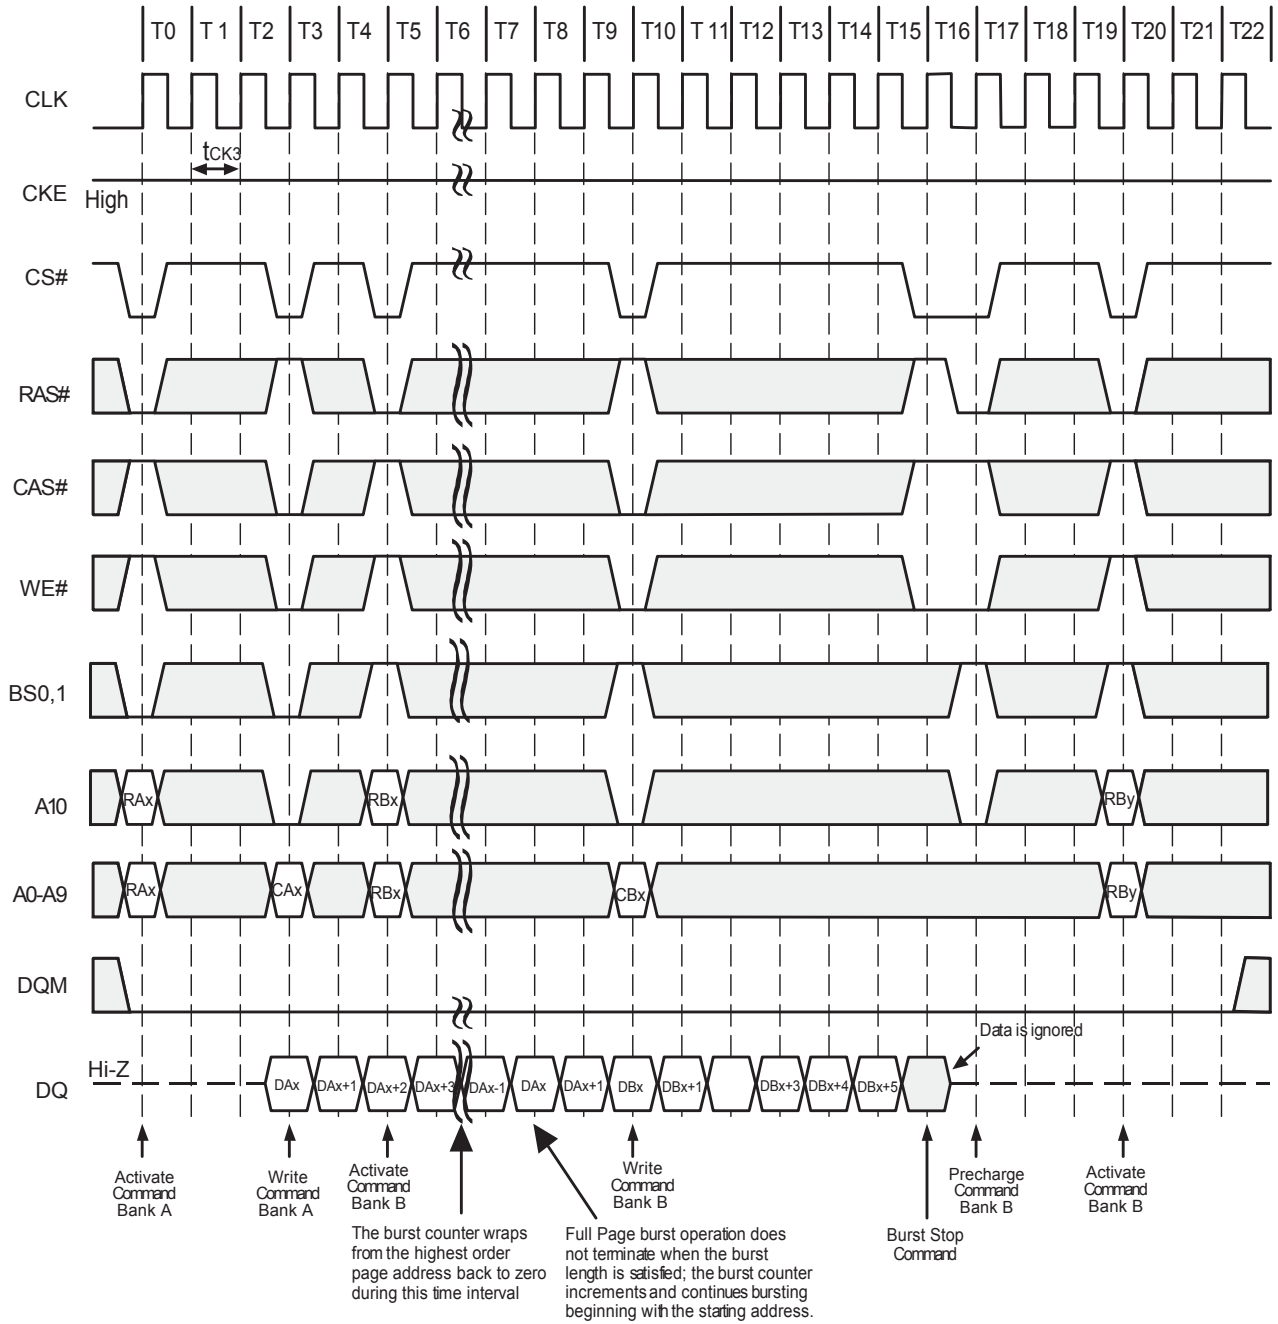 T0 T 1 T2 T3 T4 T5 T6 T7 T8 T9 T10 T 11 T12 T13 T14 T15 T16 T17 T18 T19 T20 T21 T22
CLK
tCK3
CKE High
CS#
RAS#
CAS#
WE#
BS0,1
A10 RAx RBx RBy
A0-A9 RAx CAx RBx CBx RBy
DQM
Data is ignored
Hi-Z
DQ DAx DAx+1 DAx+2 DAx+3 DAx-1 DAx DAx+1 DBx DBx+1 DBx+3 DBx+4 DBx+5
Activate
Command
Bank A
Write
Command
Bank A
Activate
Command
Bank B
The burst counter wraps
from the highest order
page address back to zero
during this time interval
Full Page burst operation does
not terminate when the burst
length is satisfied; the burst counter
increments and continues bursting
beginning with the starting address.
Write
Command
Bank B
Burst Stop
Command
Precharge
Command
Bank B
Activate
Command
Bank B